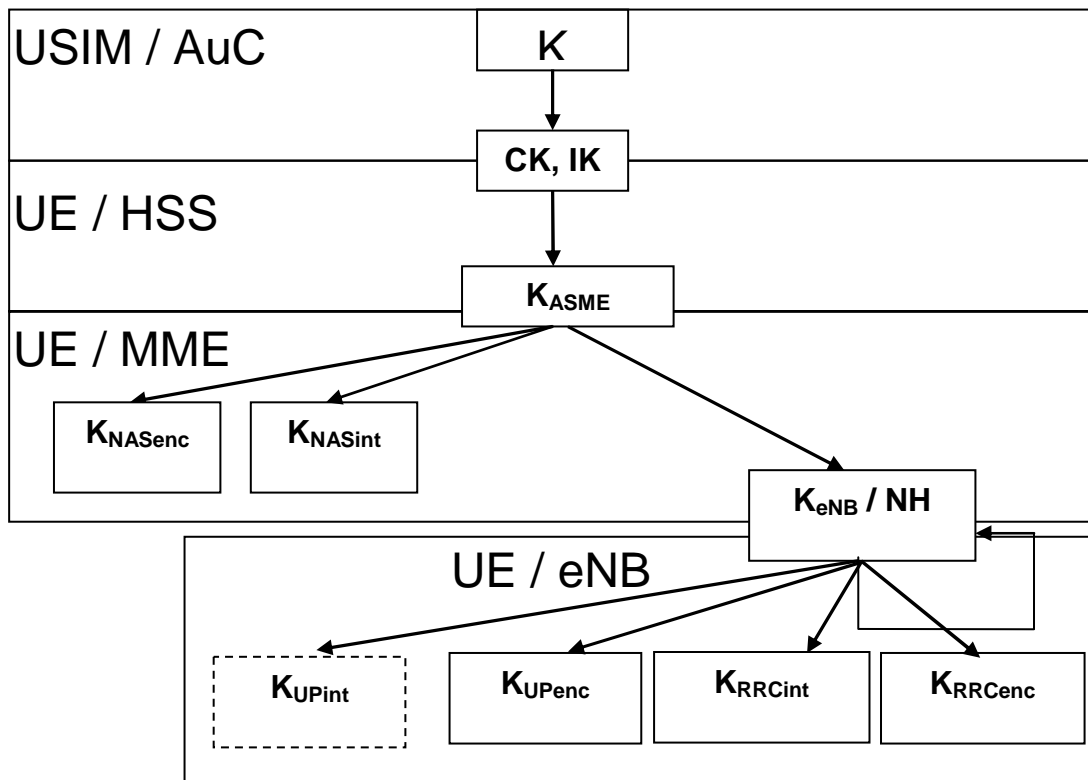 USIM / AuC
K
CK, IK
UE / HSS
KASME
UE / MME
KNASenc
KNASint
KeNB / NH
UE / eNB
KUPint
KUPenc
KRRCint
KRRCenc